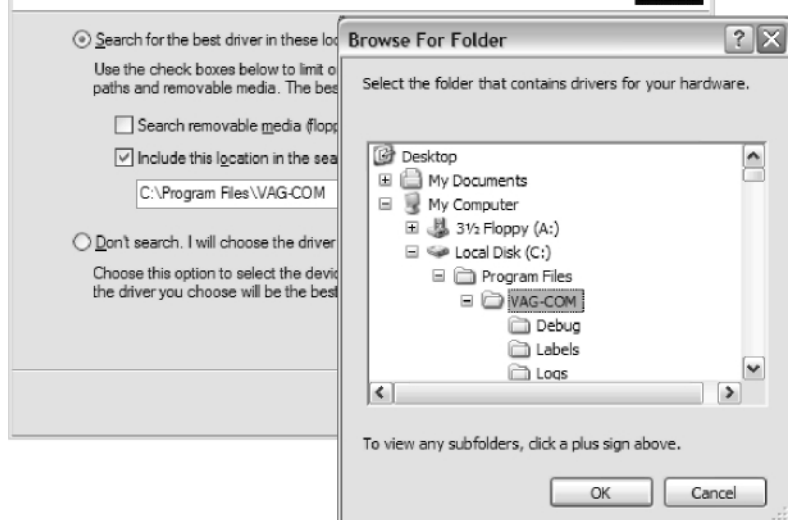 Search for the best driver in these loc
Use the check boxes below to limit o
paths and removable media. The bes
Search removable media (flopp
Include this location in the sea
C:\Program Files\VAG-COM
Don't search. I will choose the driver
Choose this option to select the devic
the driver you choose will be the best
Browse For Folder
Select the folder that contains drivers for your hardware.
Desktop
My Documents
My Computer
3½ Floppy (A:)
Local Disk (C:)
Program Files
VAG-COM
Debug
Labels
Logs
To view any subfolders, click a plus sign above.
OK
Cancel